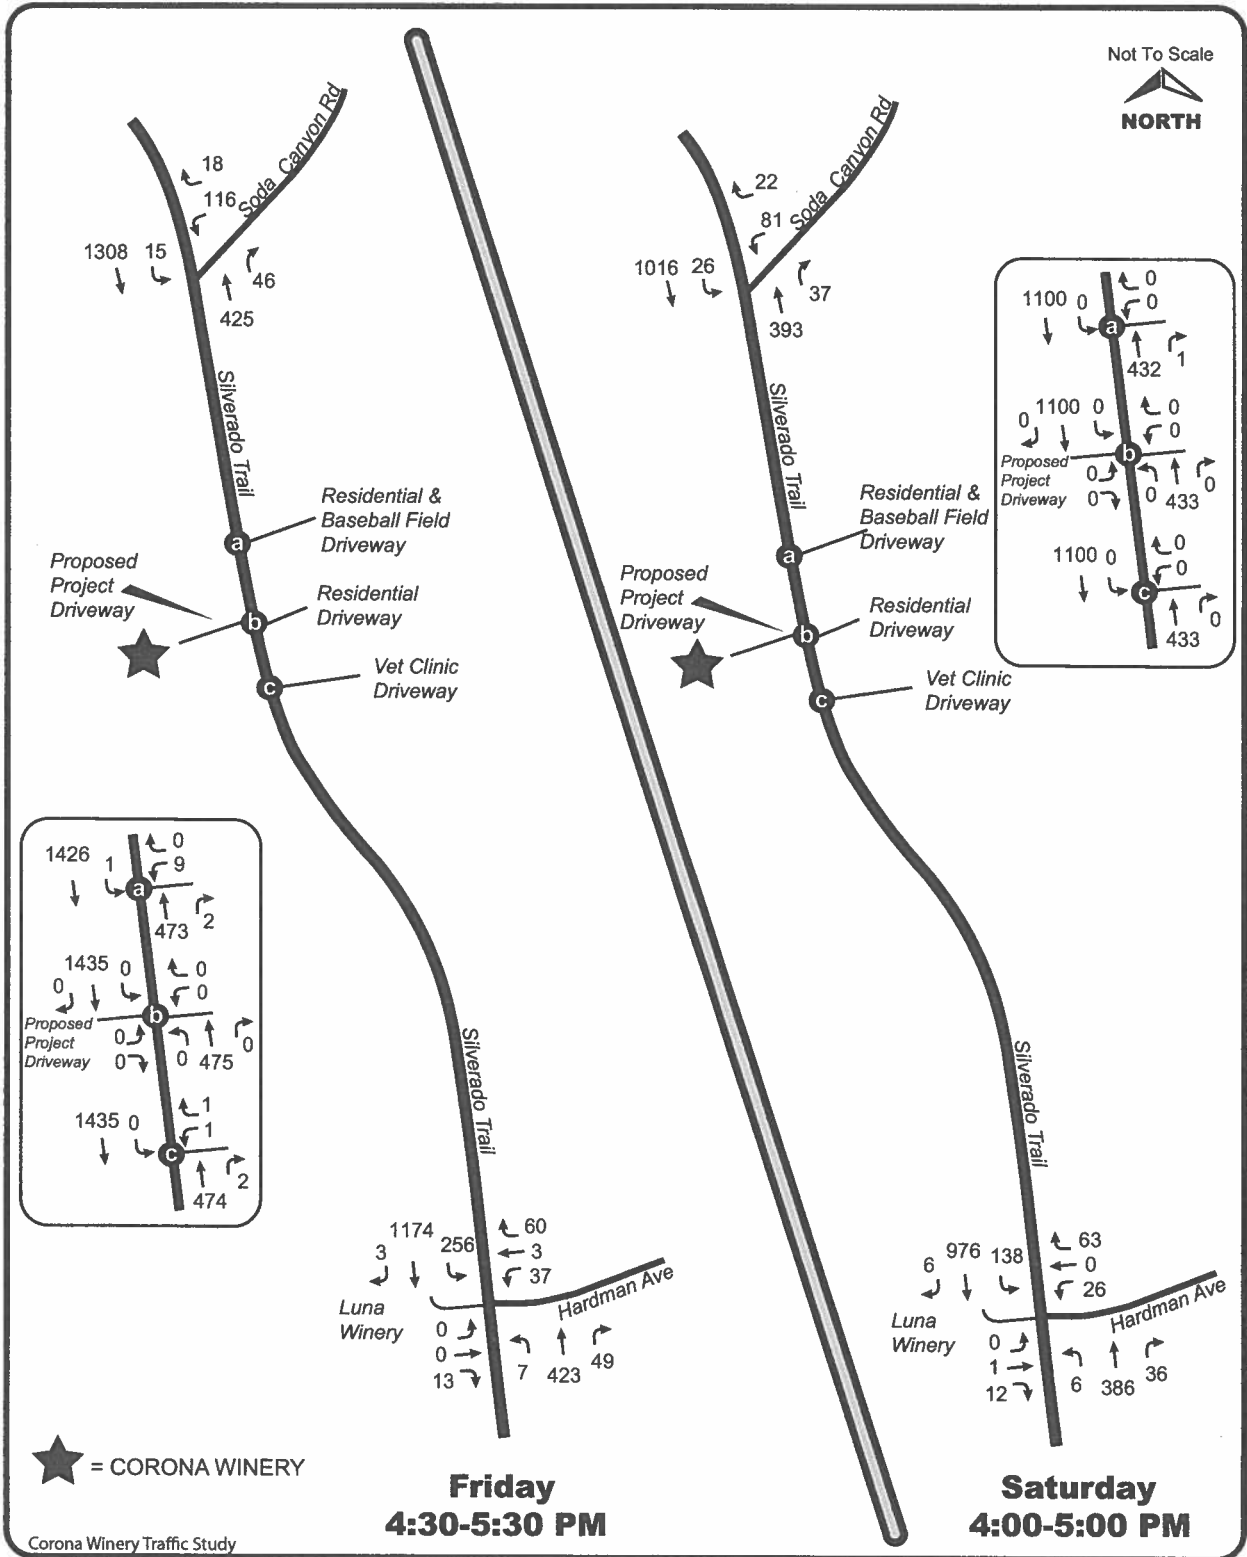 Not To Scale
NORTH
18
116
Soda Canyon Rd
1308 15
46
425
Silverado Trail
Residential &
Baseball Field
Driveway
a
Proposed
Project
Driveway
Residential
Driveway
b
Vet Clinic
Driveway
c
0
1426 1 9
a
473 2
1435 0 0
0 0
b
Proposed
Project
Driveway
0
0 0 475 0
1
1435 0 1
c
474 2
Silverado Trail
1174 60
3 256 3
37
Luna
Winery
Hardman Ave
0
0
13 7 423 49
= CORONA WINERY
Friday
4:30-5:30 PM
22
81
Soda Canyon Rd
1016 26
37
393
Silverado Trail
Residential &
Baseball Field
Driveway
a
Proposed
Project
Driveway
Residential
Driveway
b
Vet Clinic
Driveway
c
0
1100 0 0
a
432 1
1100 0 0
0 0
b
Proposed
Project
Driveway
0
0 0 433 0
0
1100 0 0
c
433 0
Silverado Trail
63
6 976 138 0
26
Luna
Winery
Hardman Ave
0
1
12 6 386 36
Saturday
4:00-5:00 PM
Corona Winery Traffic Study